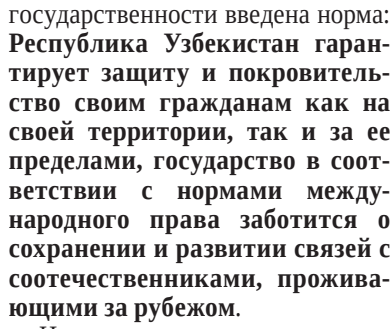 государственности введена норма:
Республика Узбекистан гаран-
тирует защиту и покровитель-
ство своим гражданам как на
своей территории, так и за ее
пределами, государство в соот-
ветствии с нормами между-
народного права заботится о
сохранении и развитии связей с
соотечественниками, прожива-
ющими за рубежом.